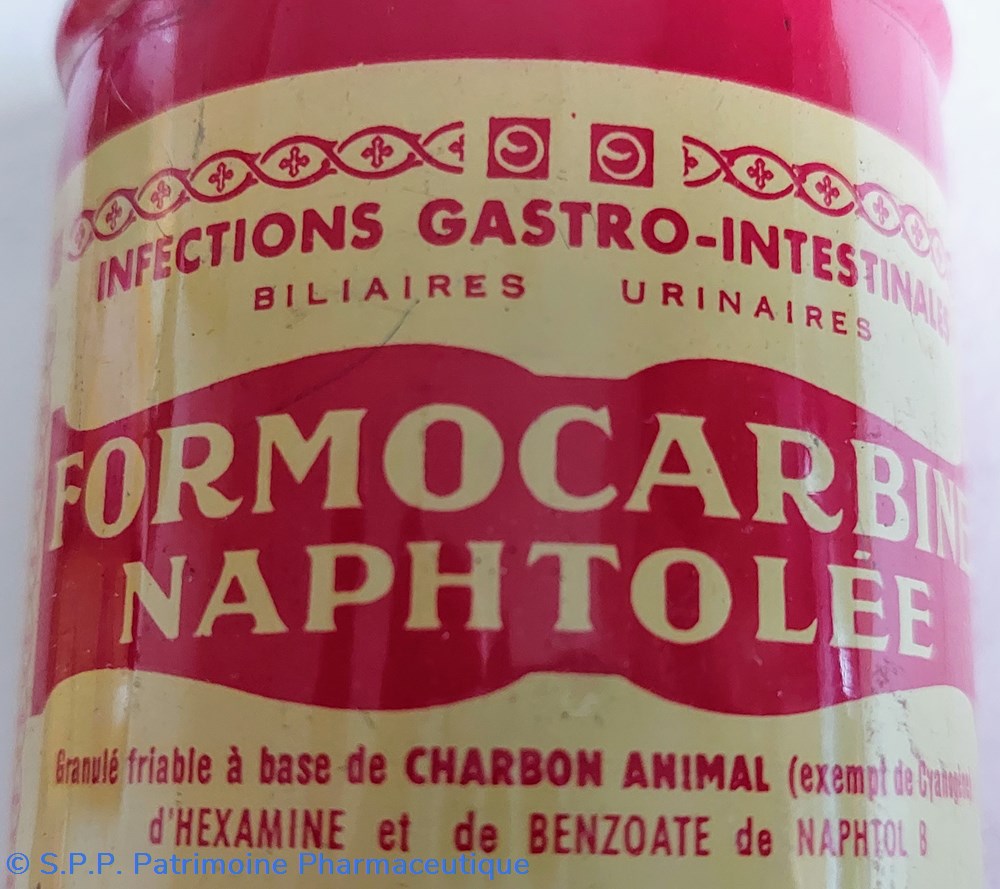 INFECTIONS GASTRO-INTESTINALES
BILIAIRES URINAIRES
FORMOCARBINE
NAPHTOLÉE
Granulé friable à base de CHARBON ANIMAL (exempt de
d'HEXAMINE et de BENZOATE de NAPHTOL B
© S.P.P. Patrimoine Pharmaceutique